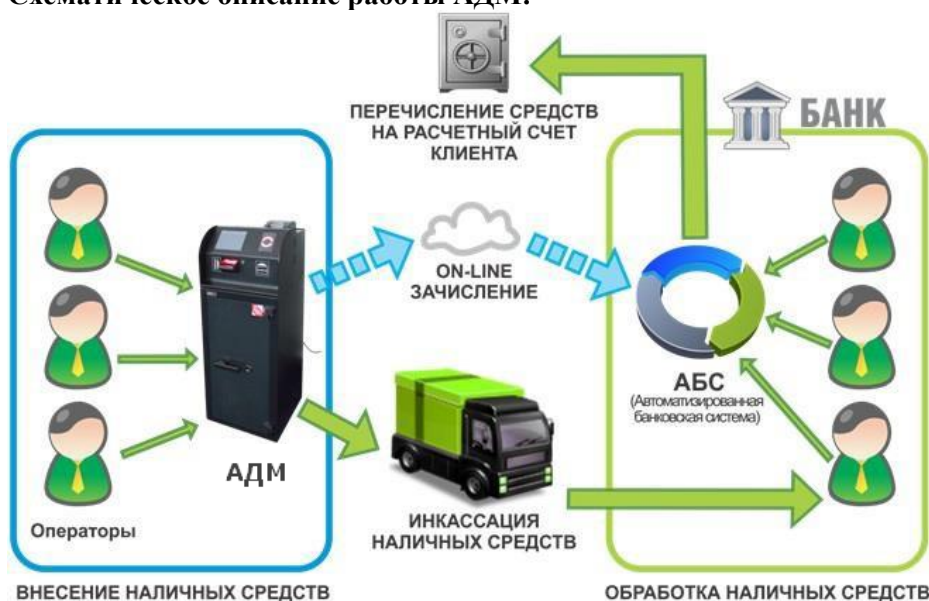 Схематическое описание работы АДМ:
ПЕРЕЧИСЛЕНИЕ СРЕДСТВ
НА РАСЧЕТНЫЙ СЧЕТ
КЛИЕНТА
БАНК
ON-LINE
ЗАЧИСЛЕНИЕ
АБС
(Автоматизированная
банковская система)
АДМ
Операторы
ИНКАССАЦИЯ
НАЛИЧНЫХ СРЕДСТВ
ВНЕСЕНИЕ НАЛИЧНЫХ СРЕДСТВ
ОБРАБОТКА НАЛИЧНЫХ СРЕДСТВ